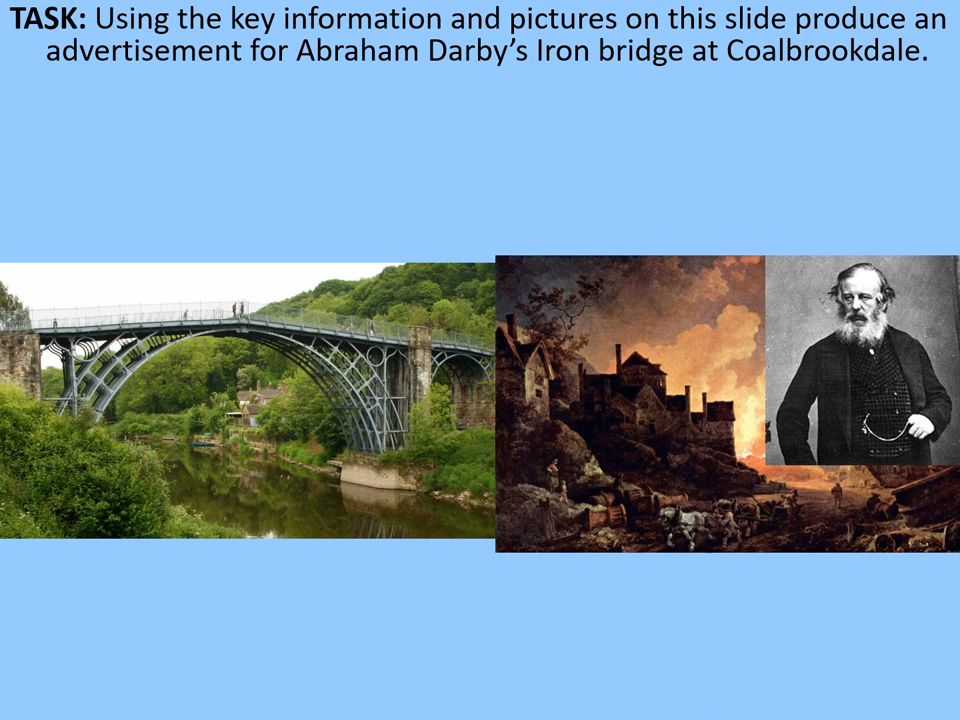 TASK: Using the key information and pictures on this slide produce an
advertisement for Abraham Darby’s Iron bridge at Coalbrookdale.